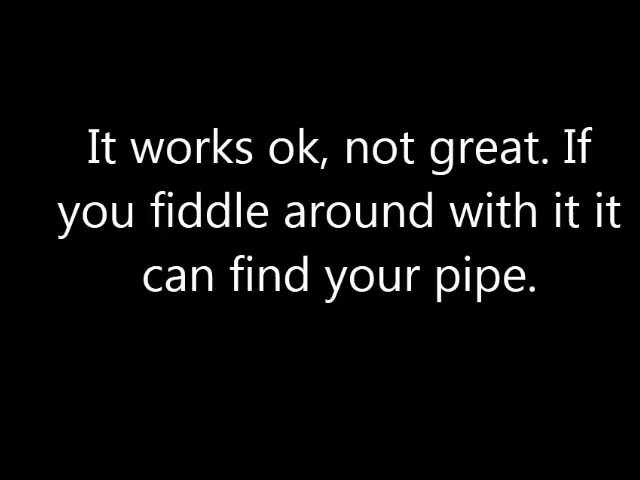 It works ok, not great. If
you fiddle around with it it
can find your pipe.